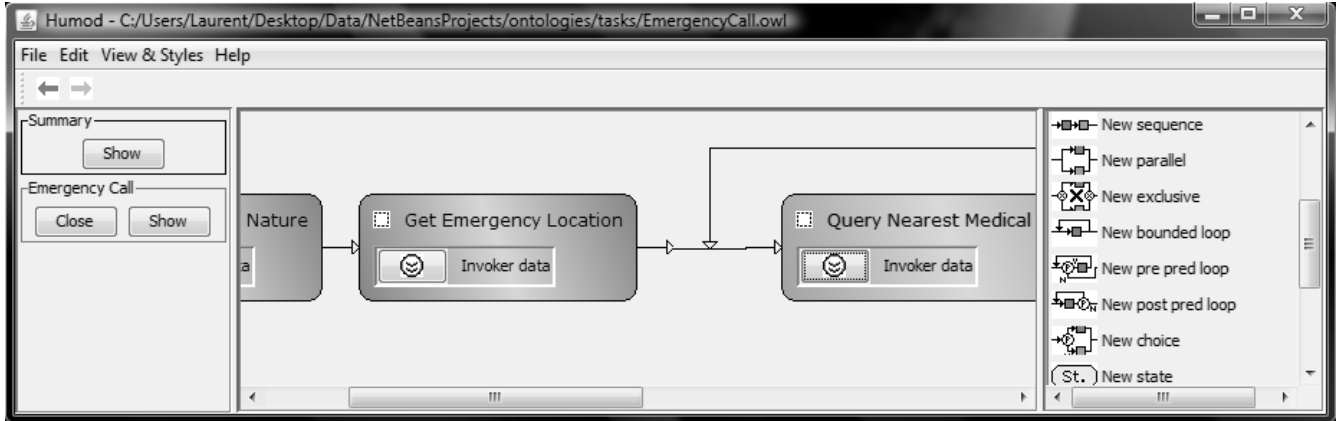 Humod - C:/Users/Laurent/Desktop/Data/NetBeansProjects/ontologies/tasks/EmergencyCall.owl
File Edit View & Styles Help
Summary
Show
Emergency Call
Close Show
Nature
a
Get Emergency Location
Invoker data
Query Nearest Medical
Invoker data
New sequence
New parallel
New exclusive
New bounded loop
N New pre pred loop
N New post pred loop
New choice
St. New state